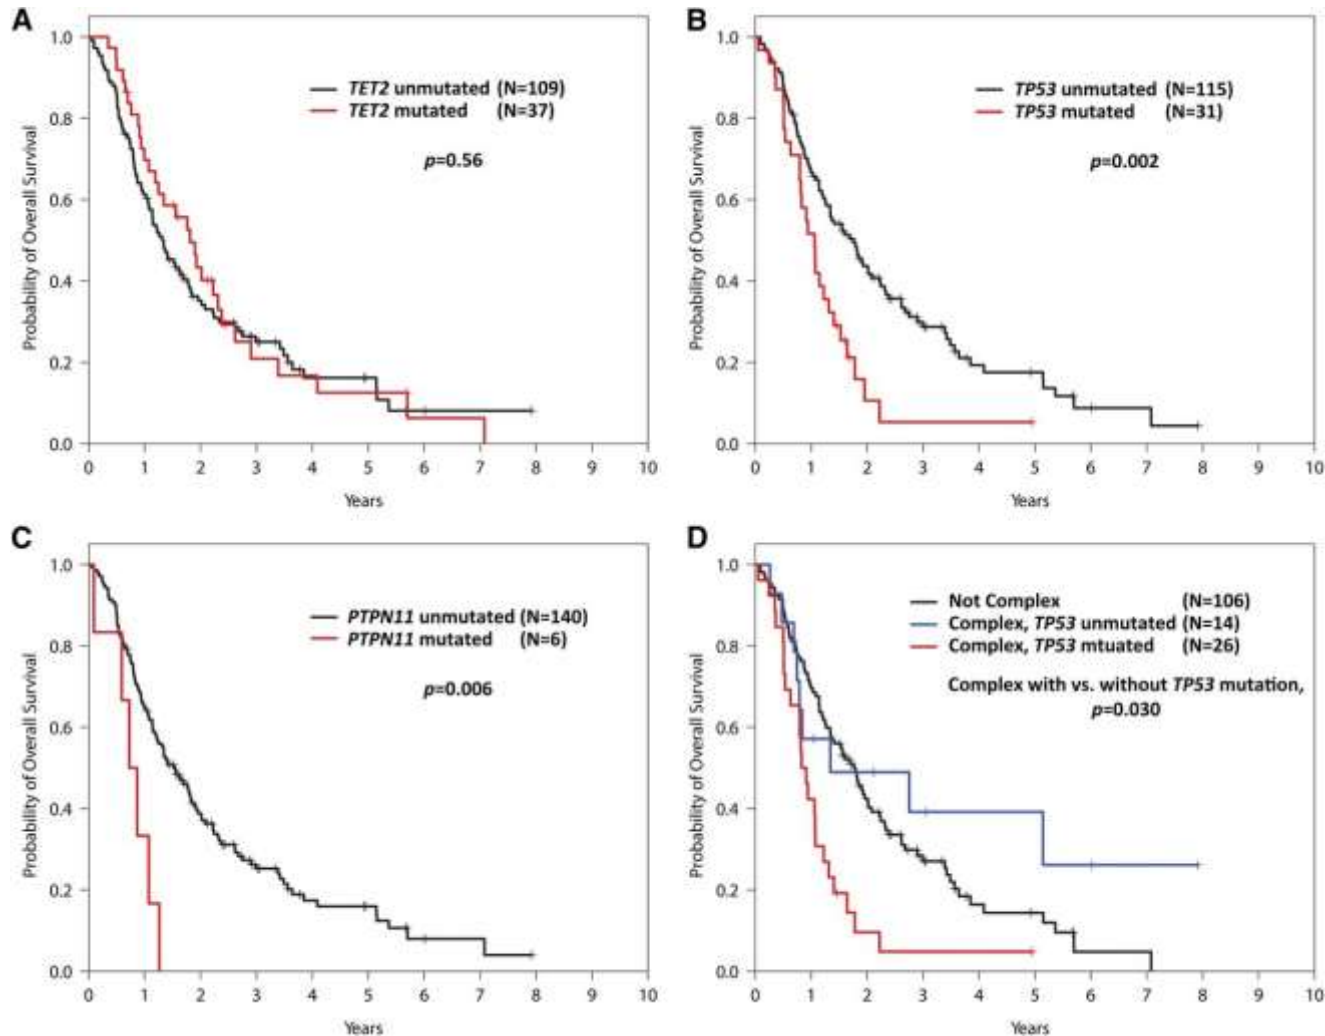 A
Probability of Overall Survival
1.0
0.8
0.6
0.4
0.2
0.0
TET2 unmutated (N=109)
TET2 mutated (N=37)
p=0.56
0 1 2 3 4 5 6 7 8 9 10
Years
B
Probability of Overall Survival
1.0
0.8
0.6
0.4
0.2
0.0
TP53 unmutated (N=115)
TP53 mutated (N=31)
p=0.002
0 1 2 3 4 5 6 7 8 9 10
Years
C
Probability of Overall Survival
1.0
0.8
0.6
0.4
0.2
0.0
PTPN11 unmutated (N=140)
PTPN11 mutated (N=6)
p=0.006
0 1 2 3 4 5 6 7 8 9 10
Years
D
Probability of Overall Survival
1.0
0.8
0.6
0.4
0.2
0.0
Not Complex (N=106)
Complex, TP53 unmutated (N=14)
Complex, TP53 mtuated (N=26)
Complex with vs. without TP53 mutation,
p=0.030
0 1 2 3 4 5 6 7 8 9 10
Years